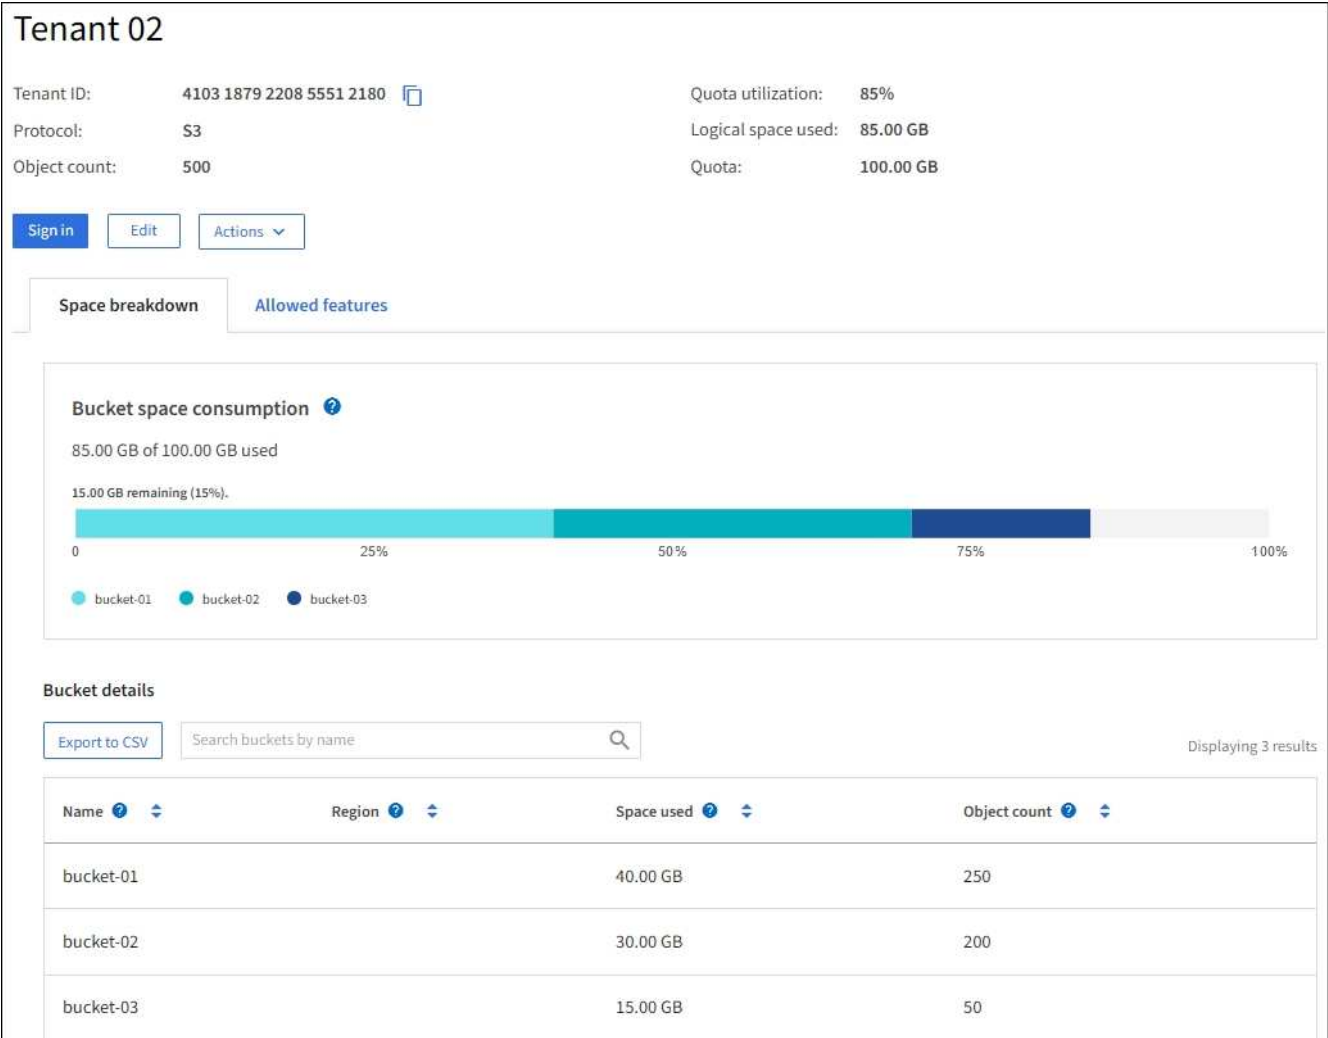 Tenant 02
Tenant ID: 4103 1879 2208 5551 2180 Quota utilization: 85%
Protocol: S3 Logical space used: 85.00 GB
Object count: 500 Quota: 100.00 GB
Sign in Edit Actions
Space breakdown Allowed features
Bucket space consumption ?
85.00 GB of 100.00 GB used
15.00 GB remaining (15%).
0 25% 50% 75% 100%
bucket-01 bucket-02 bucket-03
Bucket details
Export to CSV Search buckets by name Displaying 3 results
Name ? Region ? Space used ? Object count ?
bucket-01 40.00 GB 250
bucket-02 30.00 GB 200
bucket-03 15.00 GB 50